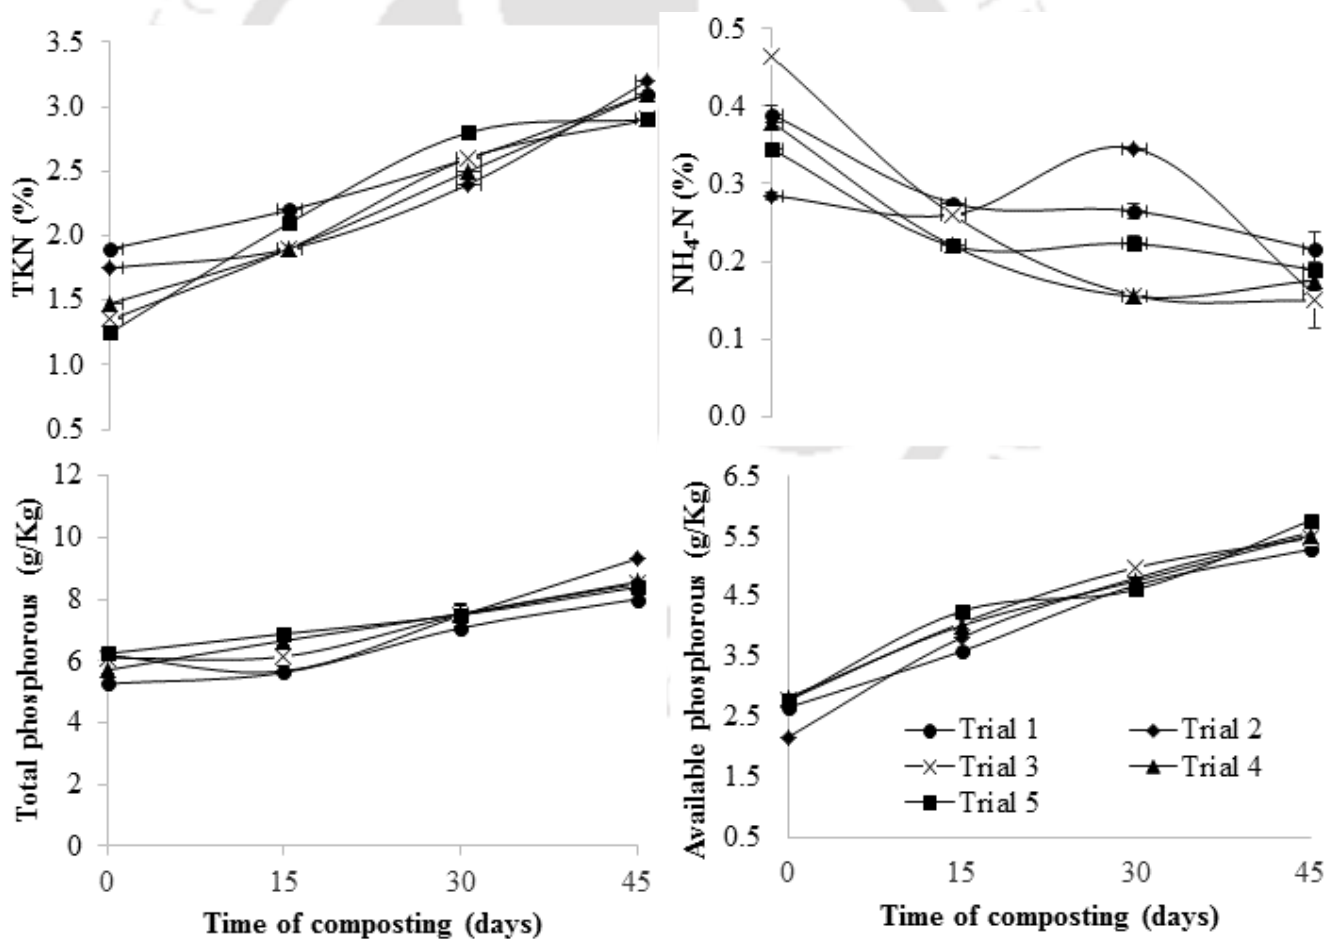 3.5
3.0
2.5
2.0
1.5
1.0
0.5
TKN (%)
0.5
0.4
0.3
0.2
0.1
0.0
NH4-N (%)
12
10
8
6
4
2
0
Total phosphorous (g/Kg)
0 15 30 45
Time of composting (days)
6.5
5.5
4.5
3.5
2.5
1.5
0.5
Available phosphorous (g/Kg)
Trial 1 Trial 2
Trial 3 Trial 4
Trial 5
0 15 30 45
Time of composting (days)